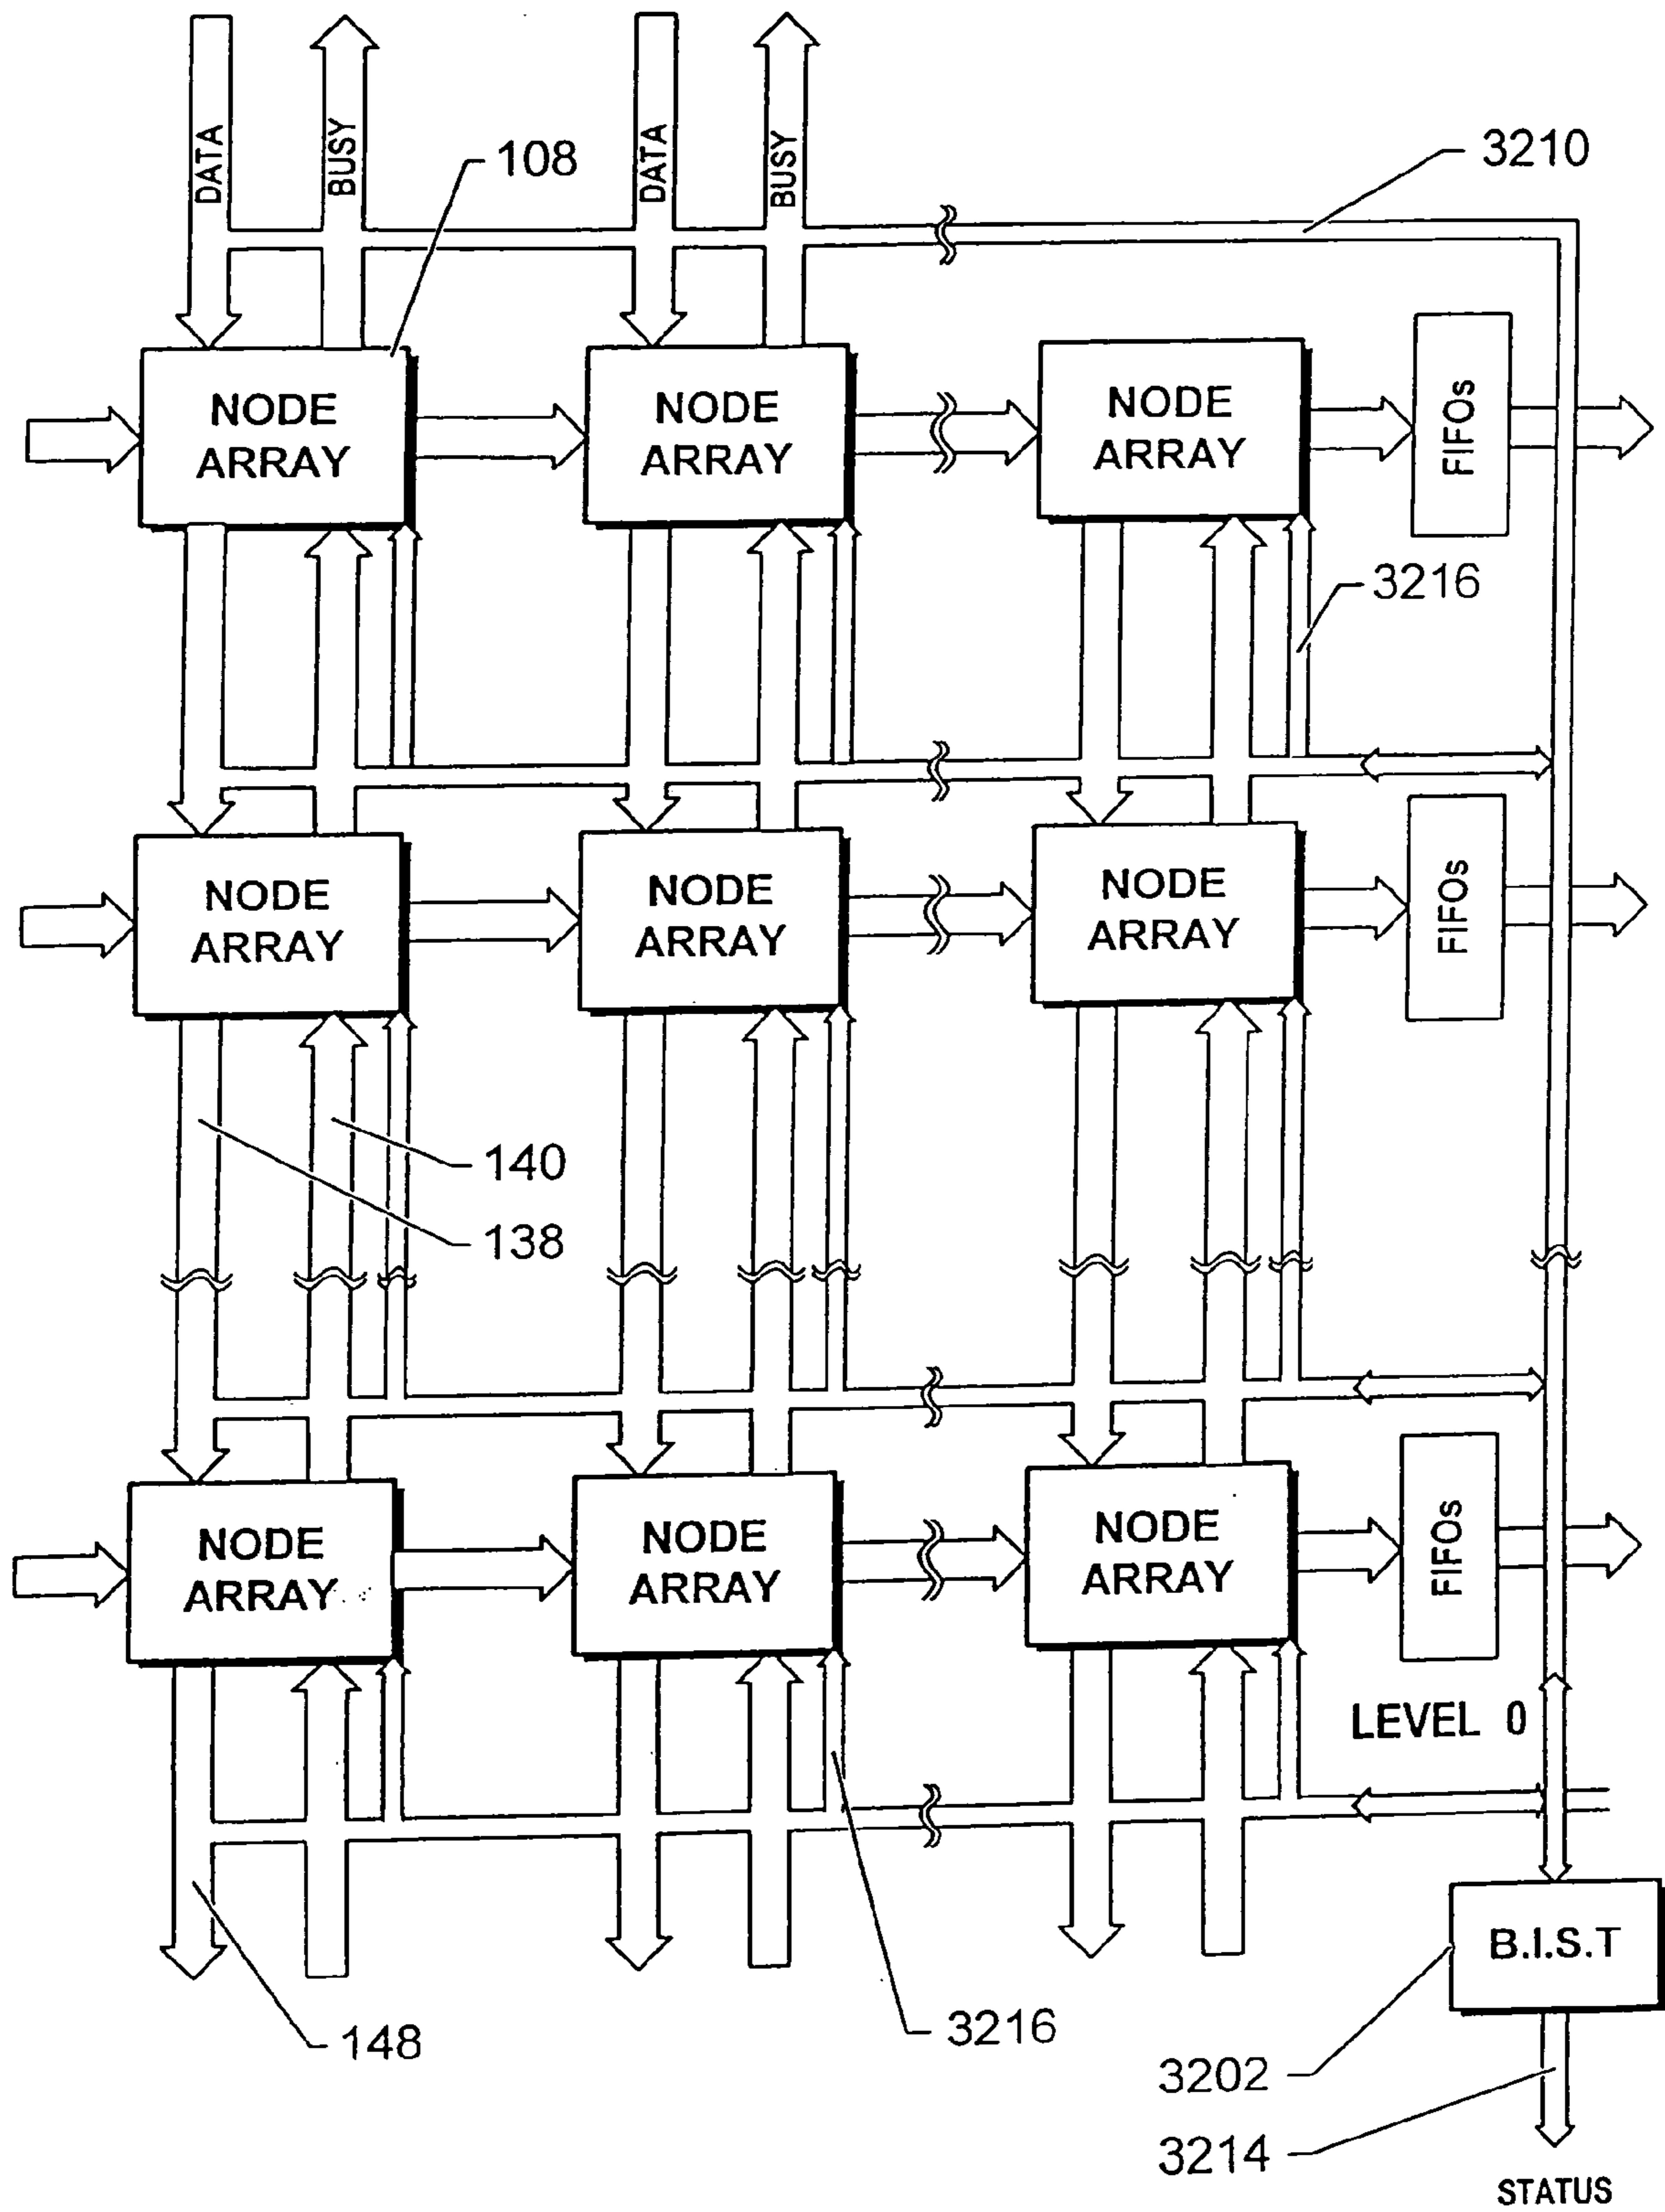 DATA
BUSY
DATA
BUSY
108
3210
NODE
ARRAY
NODE
ARRAY
NODE
ARRAY
FIFOs
3216
NODE
ARRAY
NODE
ARRAY
NODE
ARRAY
FIFOs
140
138
NODE
ARRAY
NODE
ARRAY
NODE
ARRAY
FIFOs
LEVEL 0
B.I.S.T
148
3216
3202
3214
STATUS